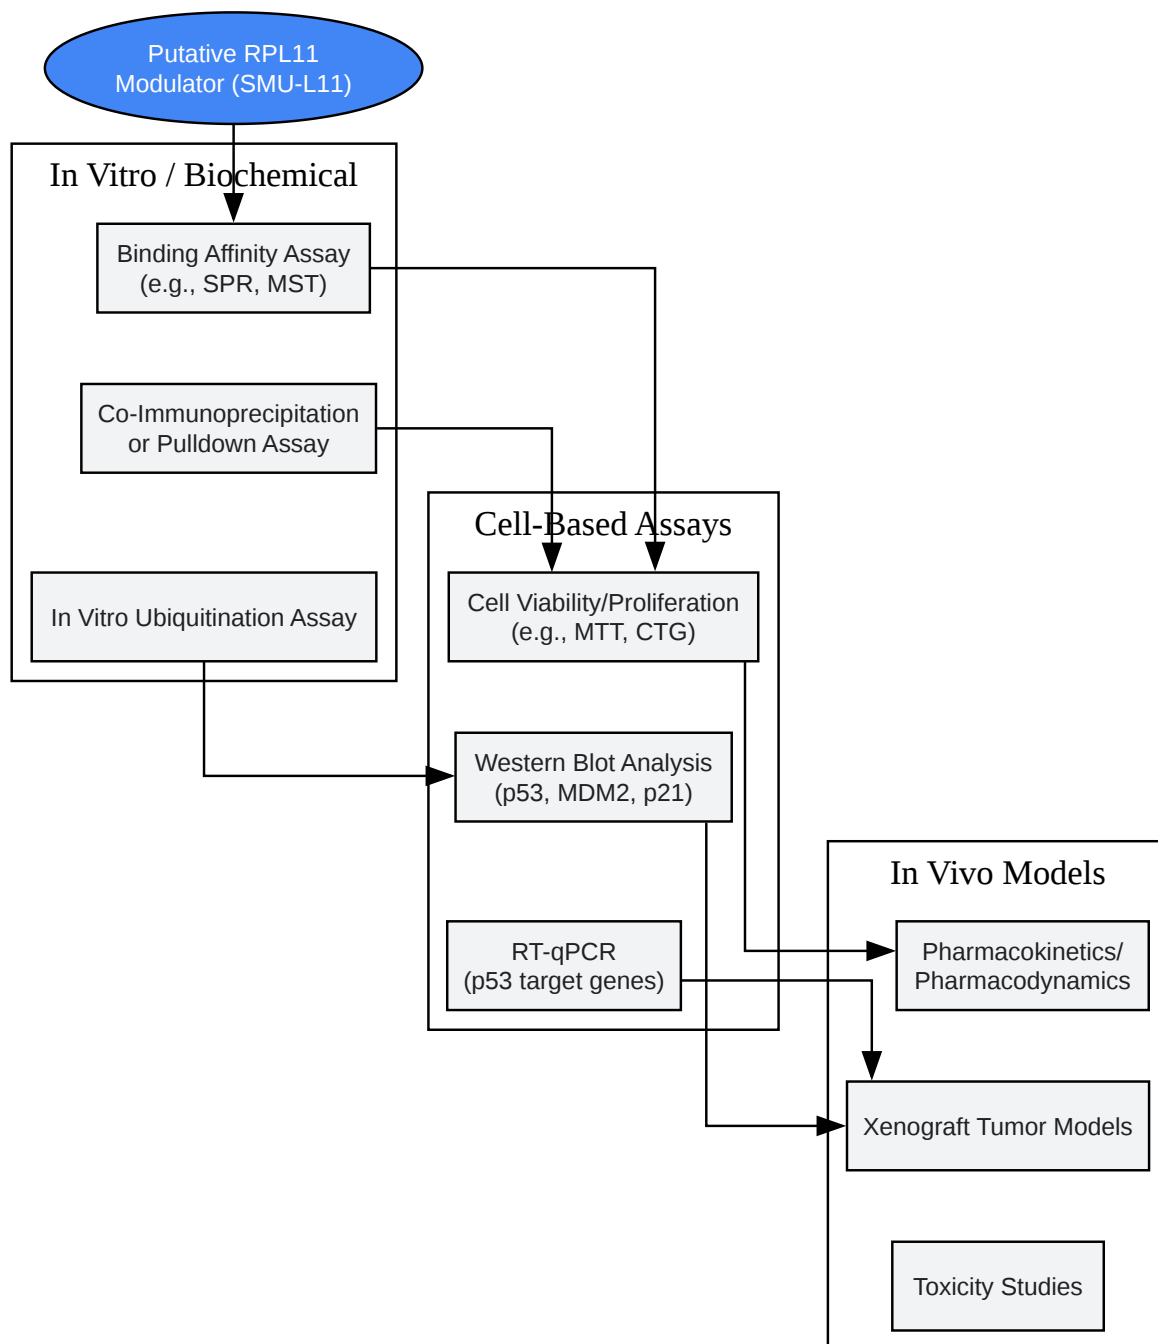 Putative RPL11
Modulator (SMU-L11)
In Vitro / Biochemical
Binding Affinity Assay
(e.g., SPR, MST)
Co-Immunoprecipitation
or Pulldown Assay
In Vitro Ubiquitination Assay
Cell-Based Assays
Cell Viability/Proliferation
(e.g., MTT, CTG)
Western Blot Analysis
(p53, MDM2, p21)
RT-qPCR
(p53 target genes)
In Vivo Models
Pharmacokinetics/
Pharmacodynamics
Xenograft Tumor Models
Toxicity Studies